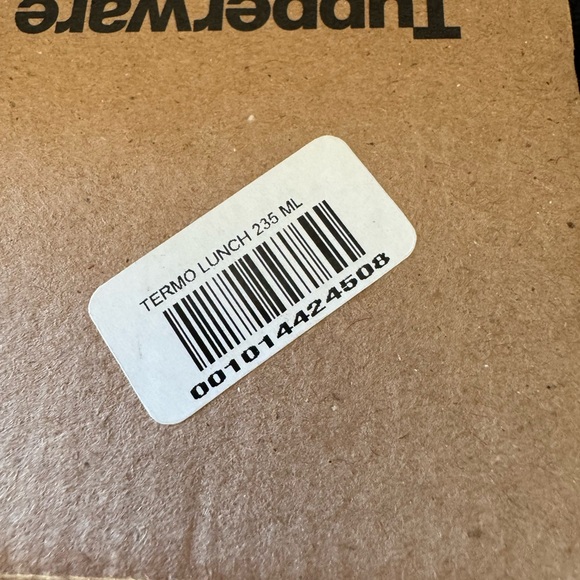 Tupperware
TERMO LUNCH 235 ML
001014424508